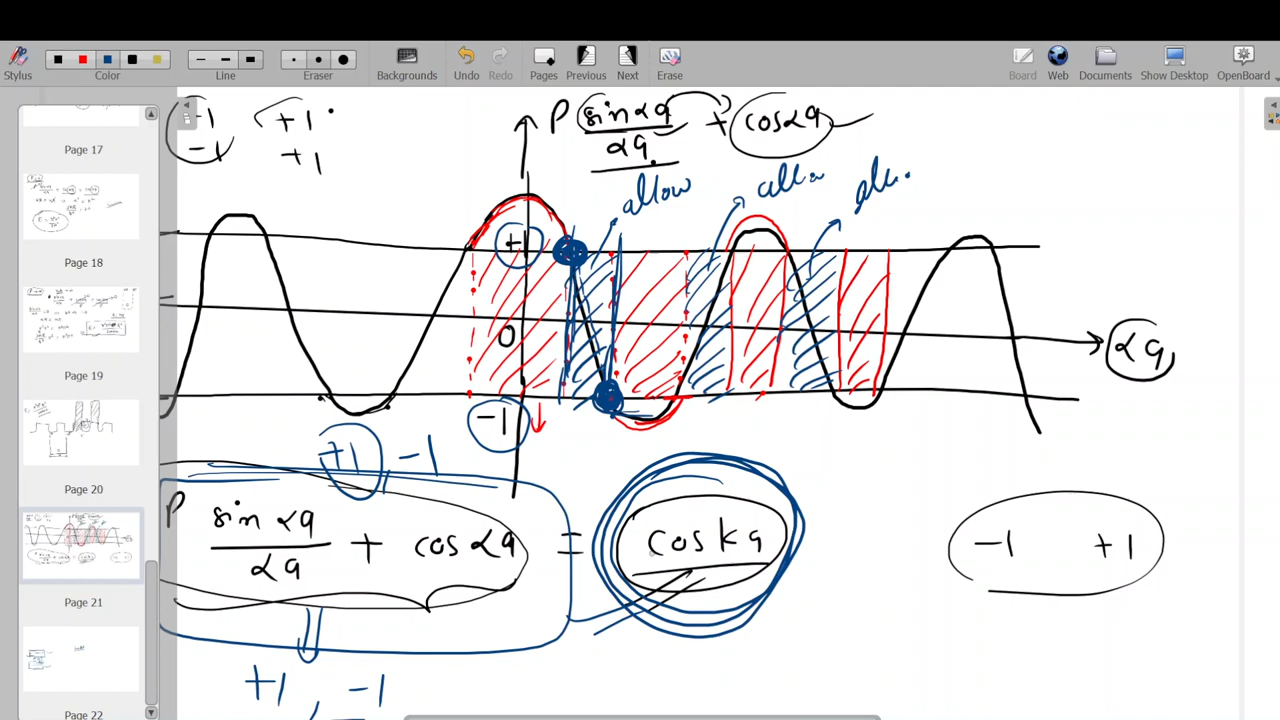 Stylus
Color
Line
Eraser
Backgrounds
Undo
Redo
Pages
Previous
Next
Erase
Board
Web
Documents
Show Desktop
OpenBoard
Page 17
Page 18
Page 19
Page 20
Page 21
Page 22
-1 +1
-1 +1
P sin αa / αa + cos αa
allow
+1
0
-1
αa
+1, -1
P sin αa / αa + cos αa = cos ka
-1 +1
+1, -1